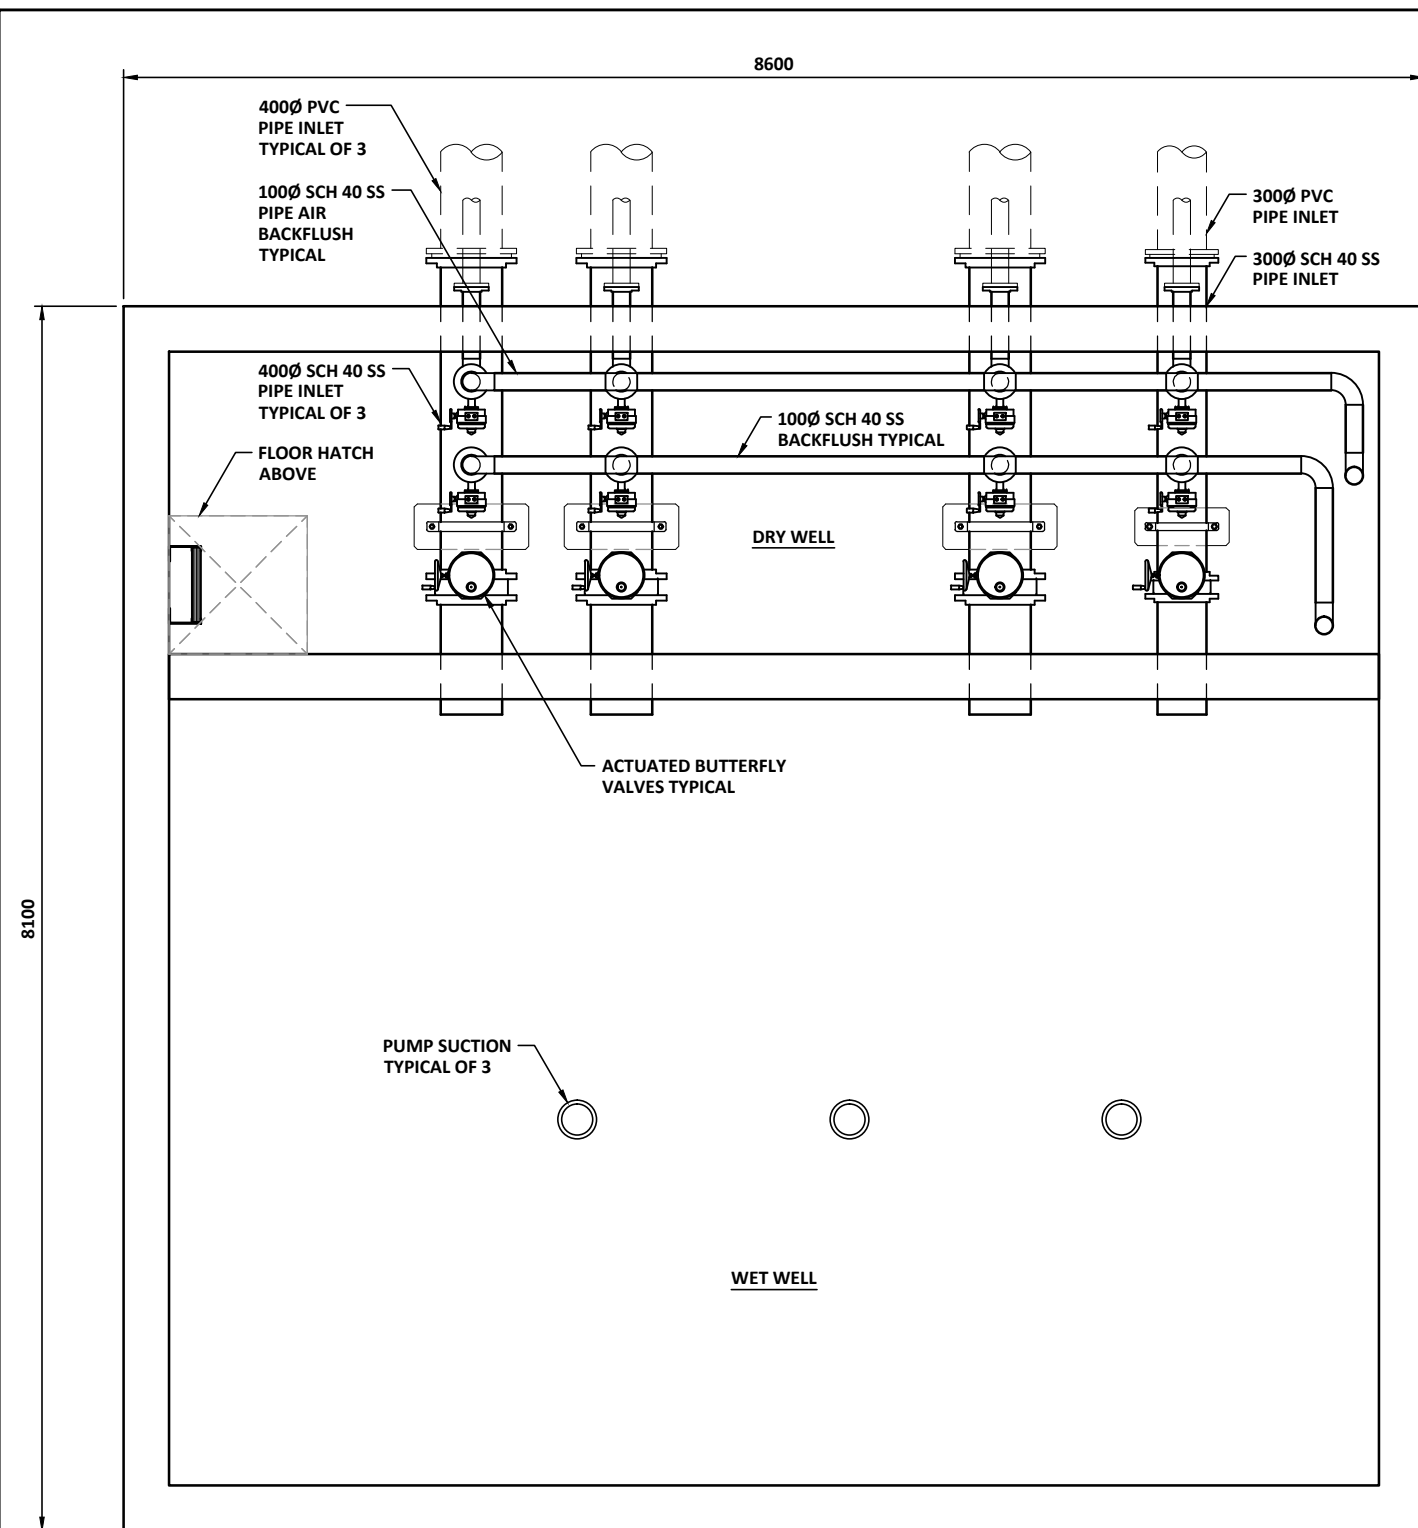 8600
400Ø PVC
PIPE INLET
TYPICAL OF 3
100Ø SCH 40 SS
PIPE AIR
BACKFLUSH
TYPICAL
300Ø PVC
PIPE INLET
300Ø SCH 40 SS
PIPE INLET
400Ø SCH 40 SS
PIPE INLET
TYPICAL OF 3
100Ø SCH 40 SS
BACKFLUSH TYPICAL
FLOOR HATCH
ABOVE
DRY WELL
ACTUATED BUTTERFLY
VALVES TYPICAL
8100
PUMP SUCTION
TYPICAL OF 3
WET WELL